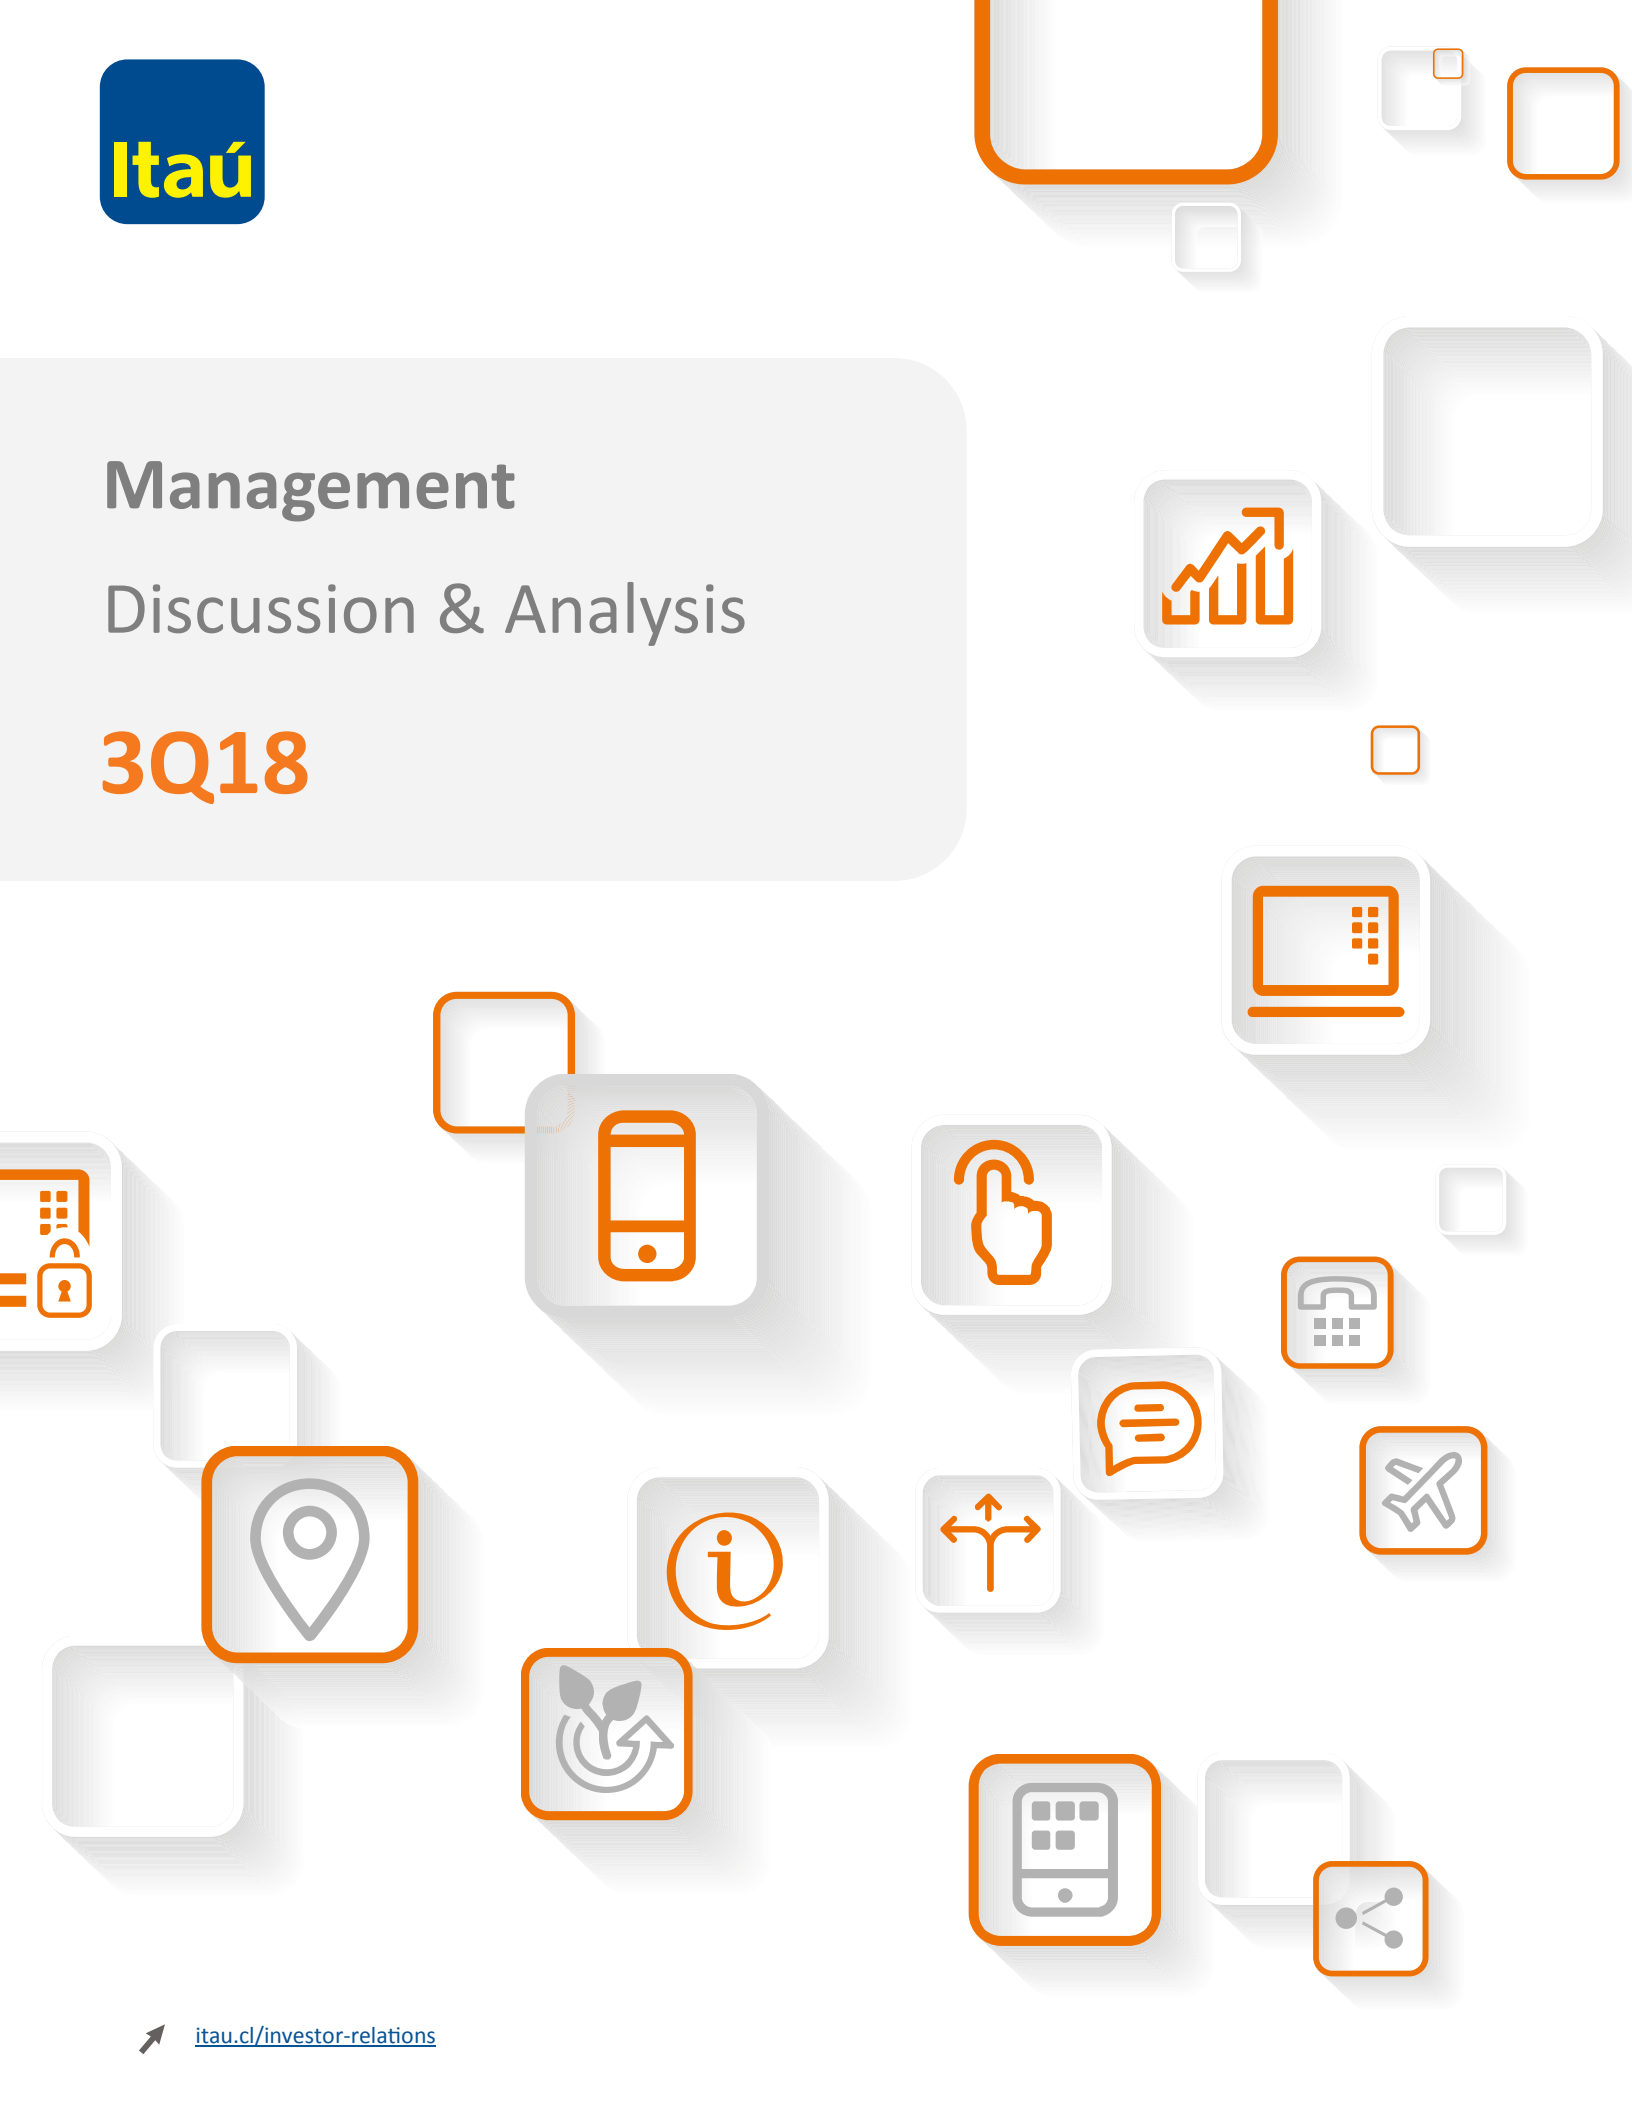 Itaú
Management
Discussion & Analysis
3Q18
itau.cl/investor-relations